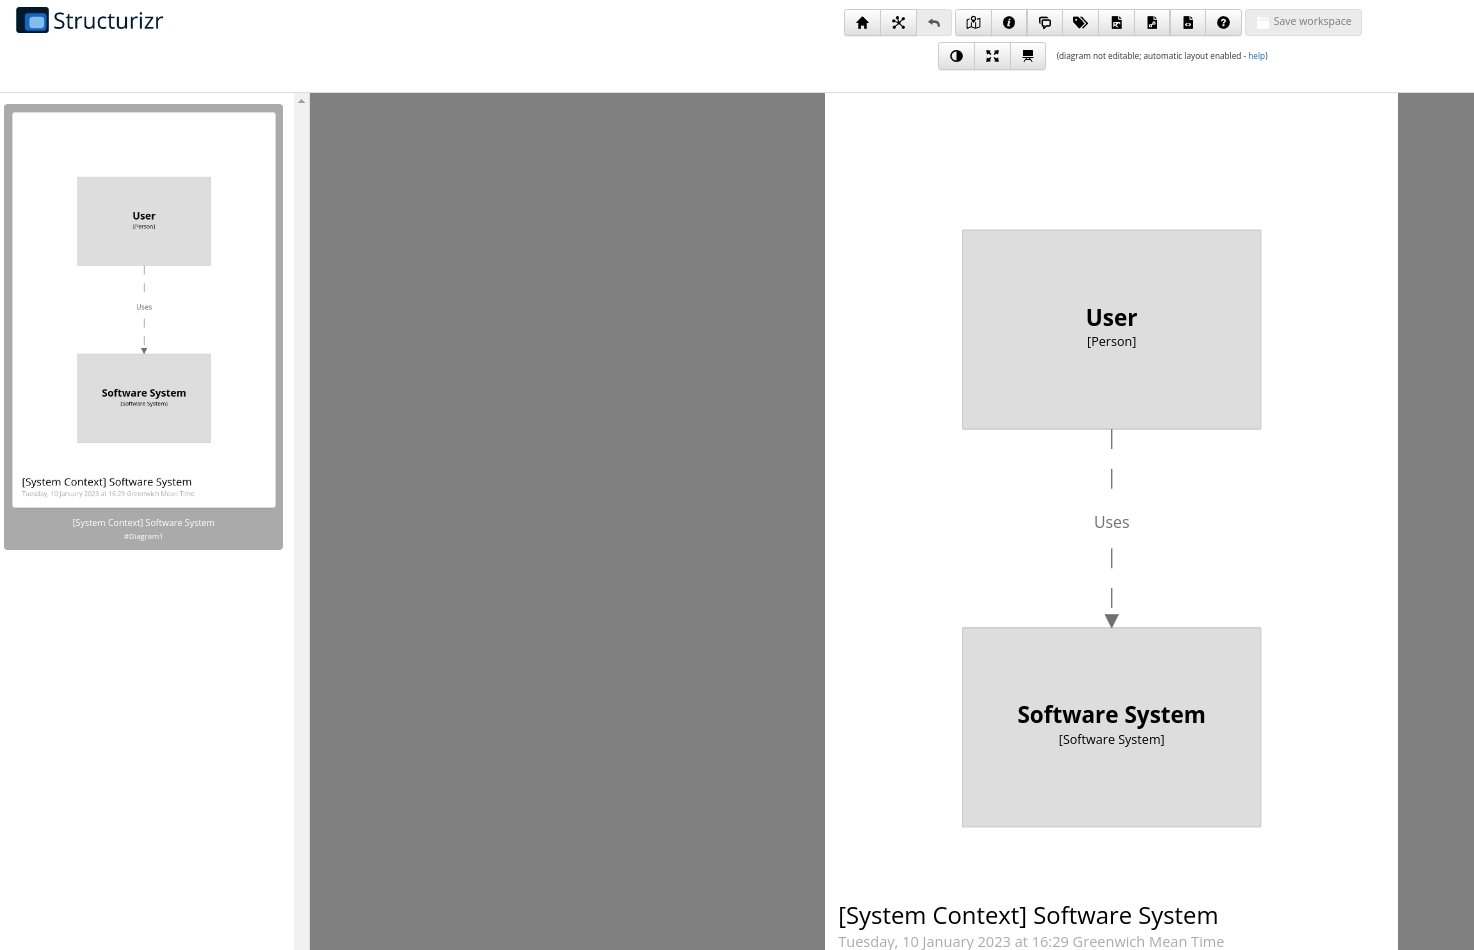 Structurizr
Save workspace
(diagram not editable; automatic layout enabled - help)
User
[Person]
Uses
Software System
[Software System]
[System Context] Software System
Tuesday, 10 January 2023 at 16:29 Greenwich Mean Time
[System Context] Software System
#Diagram1
User
[Person]
Uses
Software System
[Software System]
[System Context] Software System
Tuesday, 10 January 2023 at 16:29 Greenwich Mean Time